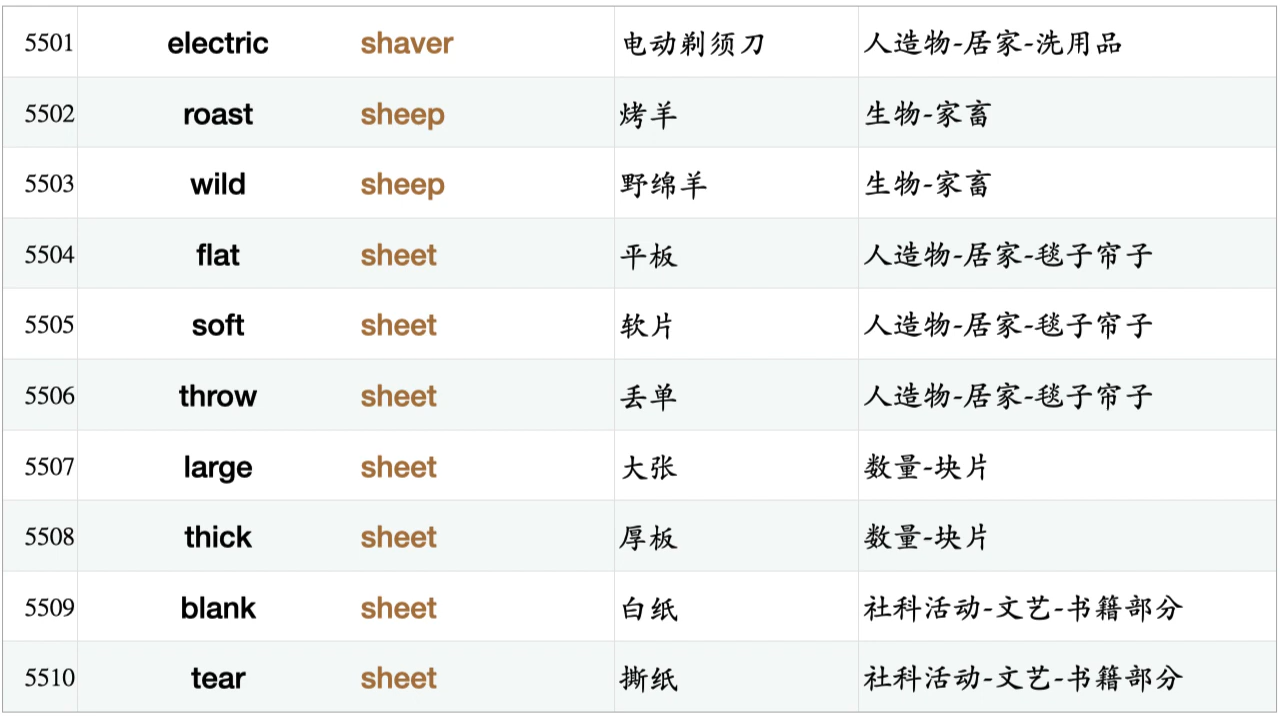 5501 electric shaver 电动剃须刀 人造物-居家-洗用品
5502 roast sheep 烤羊 生物-家畜
5503 wild sheep 野绵羊 生物-家畜
5504 flat sheet 平板 人造物-居家-毯子帘子
5505 soft sheet 软片 人造物-居家-毯子帘子
5506 throw sheet 丢单 人造物-居家-毯子帘子
5507 large sheet 大张 数量-块片
5508 thick sheet 厚板 数量-块片
5509 blank sheet 白纸 社科活动-文艺-书籍部分
5510 tear sheet 撕纸 社科活动-文艺-书籍部分